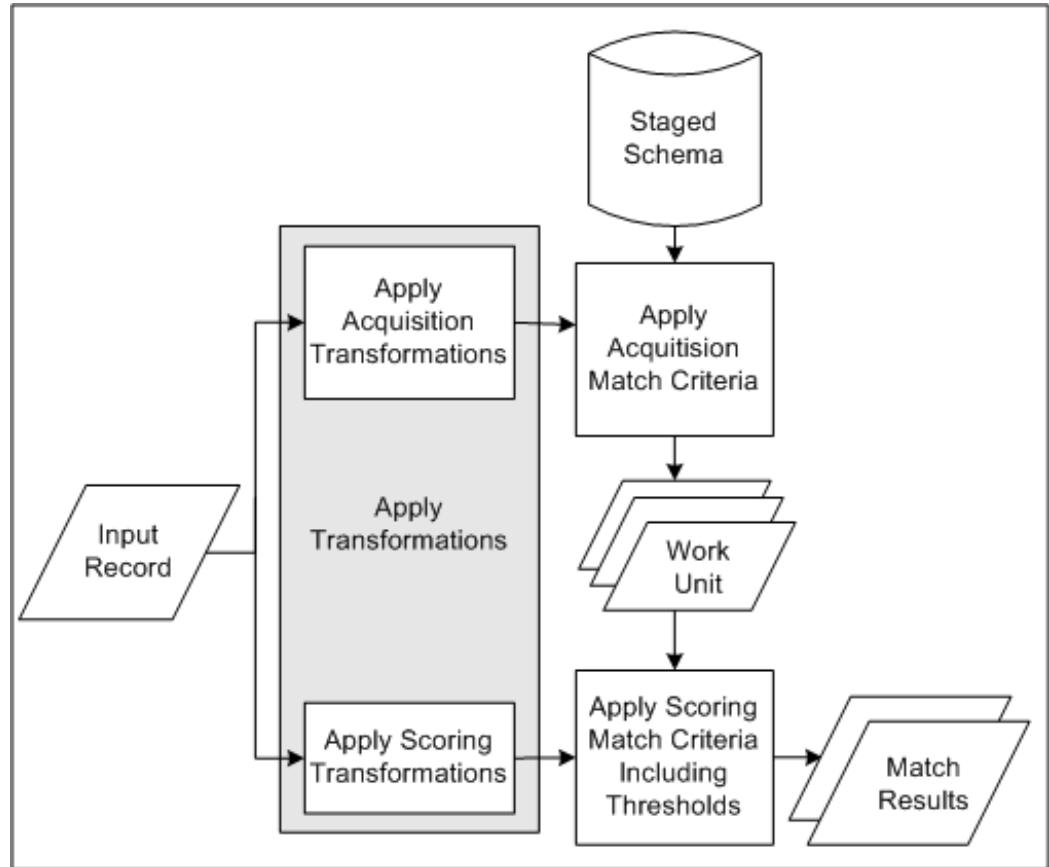 Staged
Schema
Apply
Acquisition
Transformations
Apply
Acquitision
Match Criteria
Apply
Transformations
Input
Record
Work
Unit
Apply Scoring
Transformations
Apply Scoring
Match Criteria
Including
Thresholds
Match
Results